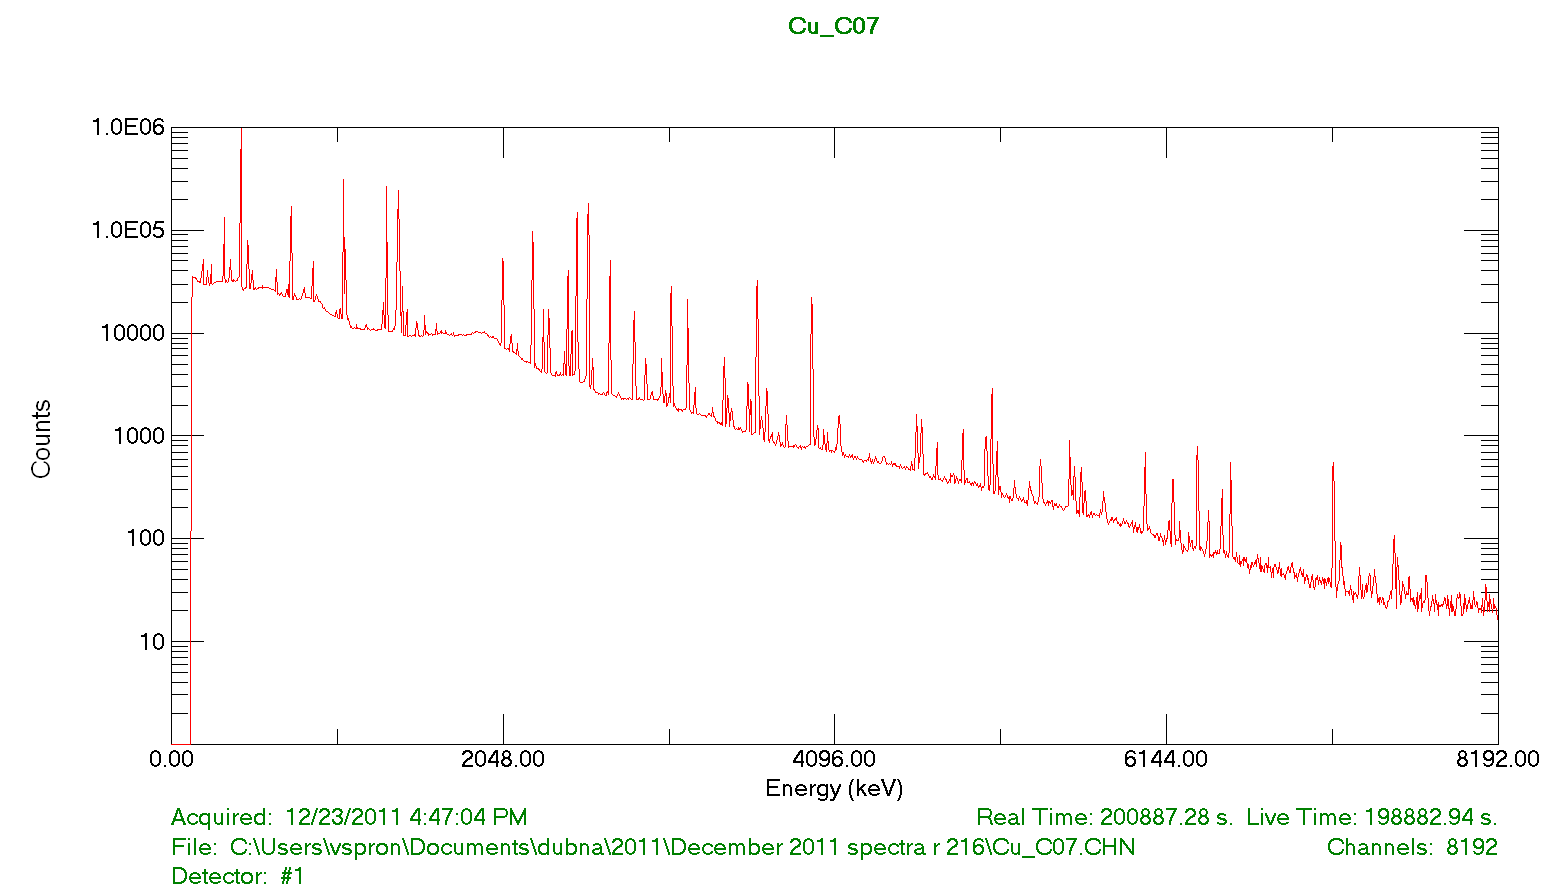 Cu_C07
1.0E06
1.0E05
10000
1000
100
10
Counts
0.00 2048.00 4096.00 6144.00 8192.00
Energy (keV)
Acquired: 12/23/2011 4:47:04 PM Real Time: 200887.28 s. Live Time: 198882.94 s.
File: C:\Users\vspron\Documents\dubna\2011\December 2011 spectra r 216\Cu_C07.CHN Channels: 8192
Detector: #1